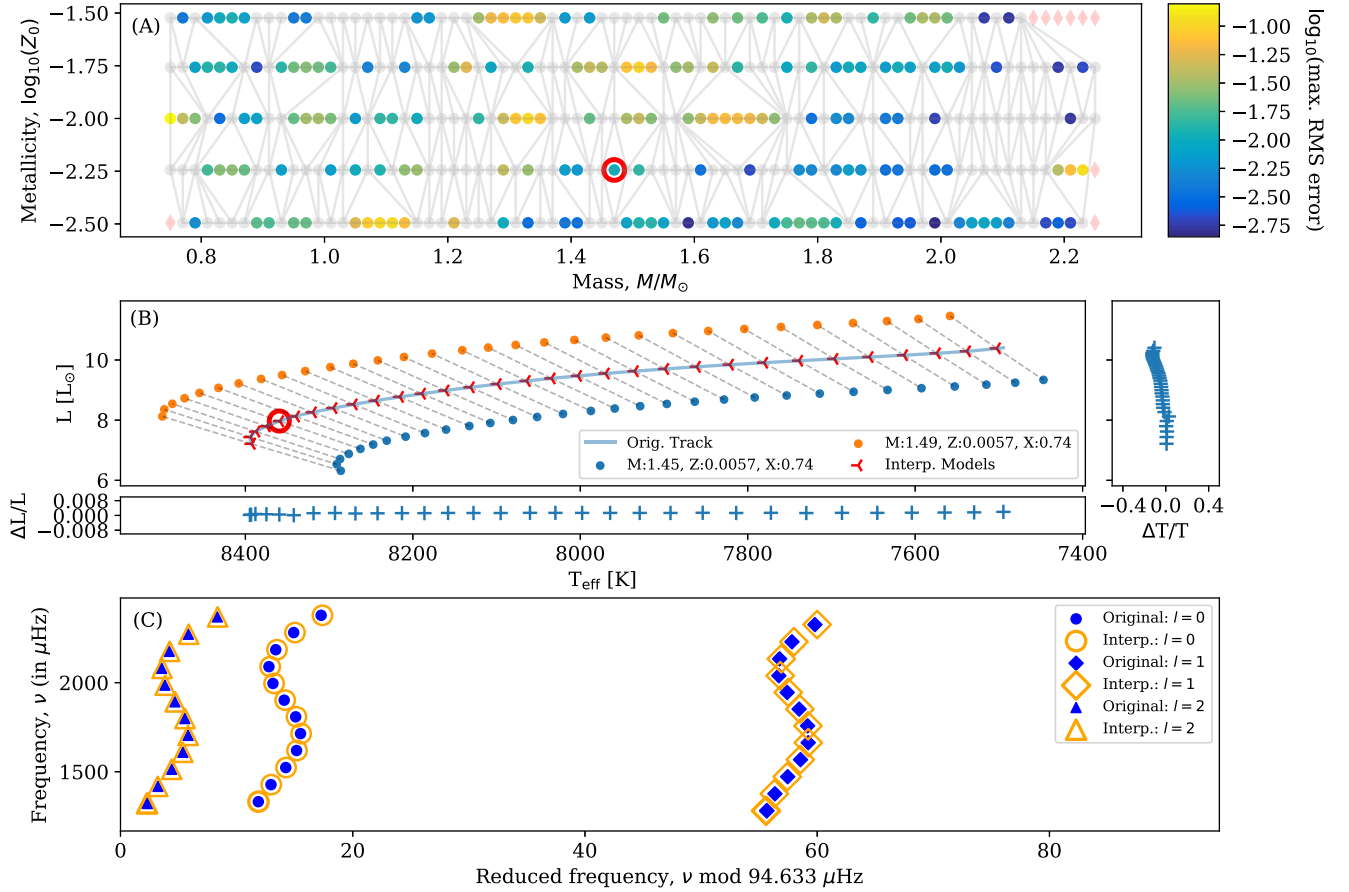 (A)
Metallicity, log₁₀(Z₀)
−1.50
−1.75
−2.00
−2.25
−2.50
0.8 1.0 1.2 1.4 1.6 1.8 2.0 2.2
Mass, M/M⊙
−1.00
−1.25
−1.50
−1.75
−2.00
−2.25
−2.50
−2.75
log₁₀(max. RMS error)
(B)
L [L⊙]
10
8
6
Orig. Track
M:1.45, Z:0.0057, X:0.74
M:1.49, Z:0.0057, X:0.74
Interp. Models
−0.4 0.0 0.4
ΔT/T
ΔL/L
0.008
0.008
−0.008
8400 8200 8000 7800 7600 7400
T_eff [K]
(C)
Frequency, ν (in μHz)
2000
1500
Original: l = 0
Interp.: l = 0
Original: l = 1
Interp.: l = 1
Original: l = 2
Interp.: l = 2
0 20 40 60 80
Reduced frequency, ν mod 94.633 μHz